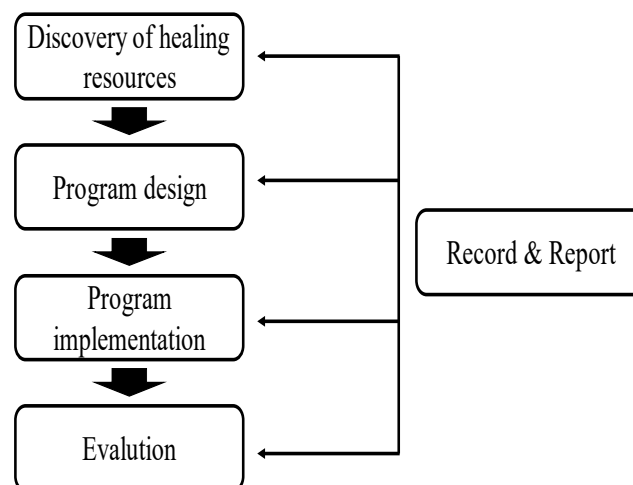 Discovery of healing
resources
Program design
Record & Report
Program
implementation
Evalution